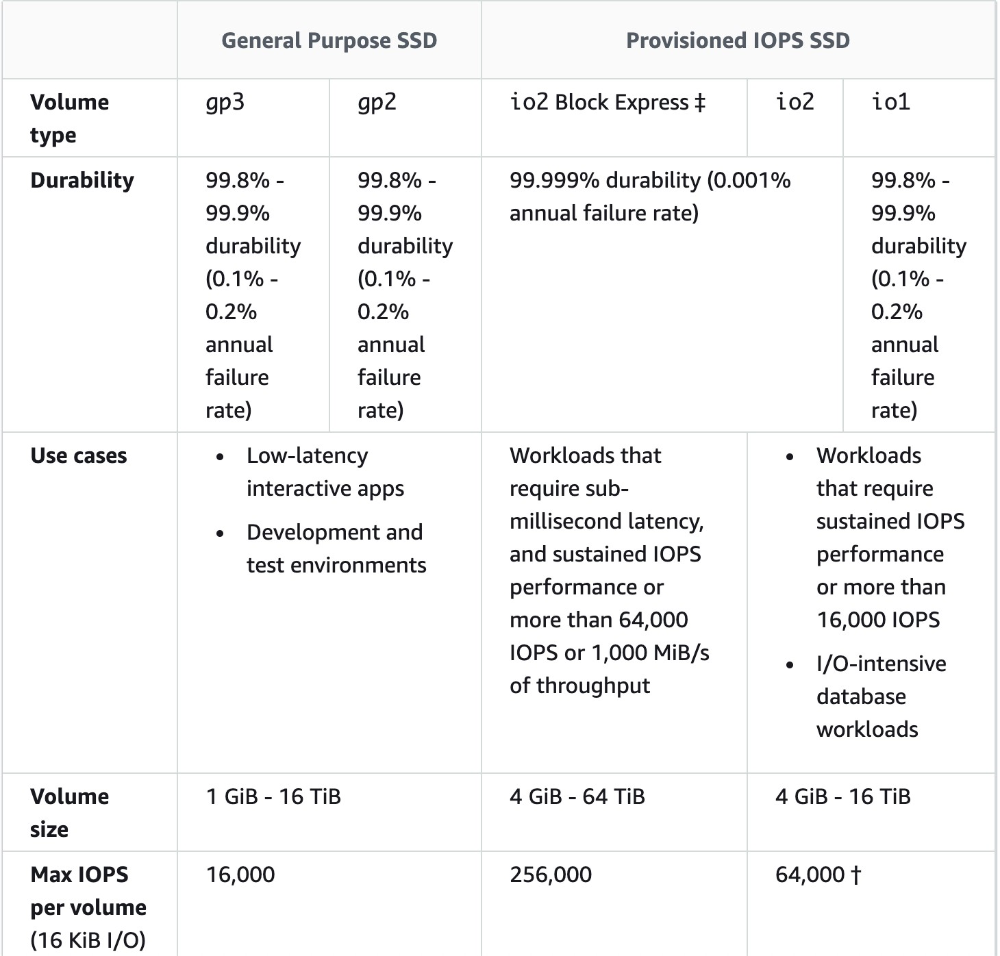 General Purpose SSD
Provisioned IOPS SSD
Volume
type
gp3
gp2
io2 Block Express ‡
io2
io1
Durability
99.8% -
99.9%
durability
(0.1% -
0.2%
annual
failure
rate)
99.8% -
99.9%
durability
(0.1% -
0.2%
annual
failure
rate)
99.999% durability (0.001%
annual failure rate)
99.8% -
99.9%
durability
(0.1% -
0.2%
annual
failure
rate)
Use cases
• Low-latency
interactive apps
• Development and
test environments
Workloads that
require sub-
millisecond latency,
and sustained IOPS
performance or
more than 64,000
IOPS or 1,000 MiB/s
of throughput
• Workloads
that require
sustained IOPS
performance
or more than
16,000 IOPS
• I/O-intensive
database
workloads
Volume
size
1 GiB - 16 TiB
4 GiB - 64 TiB
4 GiB - 16 TiB
Max IOPS
per volume
(16 KiB I/O)
16,000
256,000
64,000 †